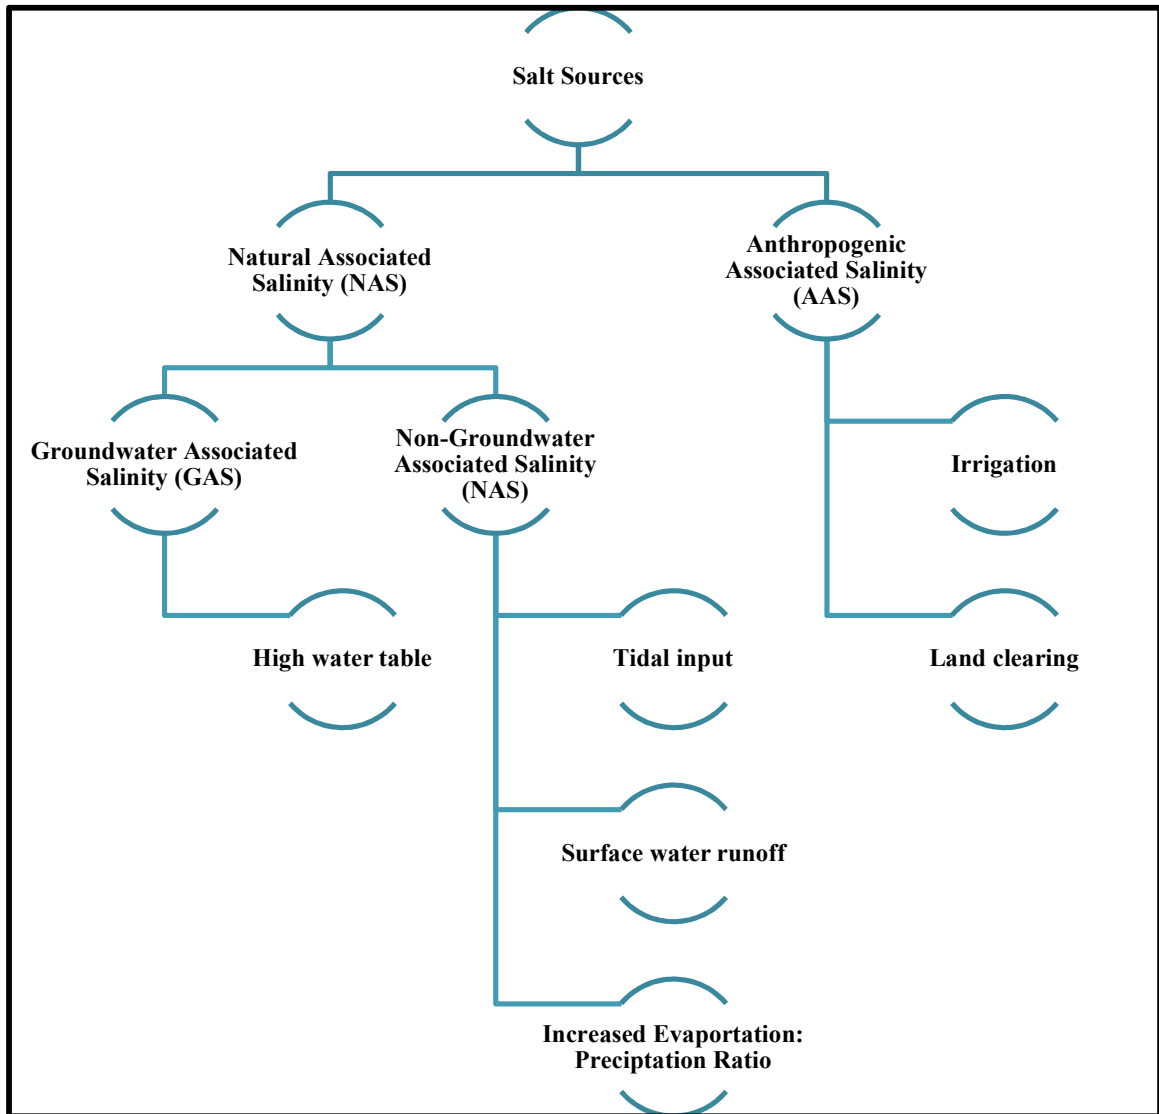 Salt Sources
Natural Associated
Salinity (NAS)
Anthropogenic
Associated Salinity
(AAS)
Groundwater Associated
Salinity (GAS)
Non-Groundwater
Associated Salinity
(NAS)
Irrigation
High water table
Tidal input
Land clearing
Surface water runoff
Increased Evaportation:
Preciptation Ratio